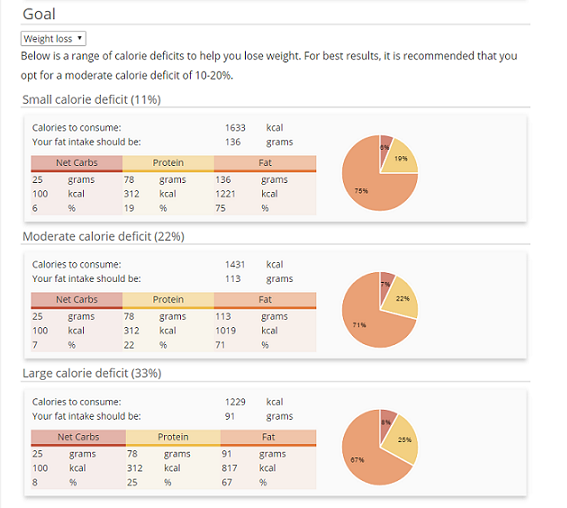 Goal
Weight loss
Below is a range of calorie deficits to help you lose weight. For best results, it is recommended that you
opt for a moderate calorie deficit of 10-20%.
Small calorie deficit (11%)
Calories to consume: 1633 kcal
Your fat intake should be: 136 grams
Net Carbs Protein Fat
25 grams 78 grams 136 grams
100 kcal 312 kcal 1221 kcal
6 % 19 % 75 %
6%
19%
75%
Moderate calorie deficit (22%)
Calories to consume: 1431 kcal
Your fat intake should be: 113 grams
Net Carbs Protein Fat
25 grams 78 grams 113 grams
100 kcal 312 kcal 1019 kcal
7 % 22 % 71 %
7%
22%
71%
Large calorie deficit (33%)
Calories to consume: 1229 kcal
Your fat intake should be: 91 grams
Net Carbs Protein Fat
25 grams 78 grams 91 grams
100 kcal 312 kcal 817 kcal
8 % 25 % 67 %
8%
25%
67%